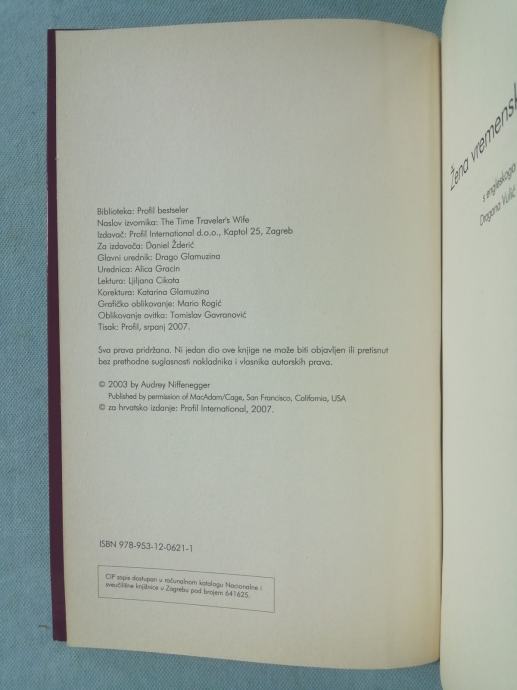 Biblioteka: Profil bestseler
Naslov izvornika: The Time Traveler's Wife
Izdavač: Profil International d.o.o., Kaptol 25, Zagreb
Za izdavača: Daniel Žderić
Glavni urednik: Drago Glamuzina
Urednica: Alica Gracin
Lektura: Ljiljana Cikota
Korektura: Katarina Glamuzina
Grafičko oblikovanje: Mario Rogić
Oblikovanje ovitka: Tomislav Gavranović
Tisak: Profil, srpanj 2007.
Sva prava pridržana. Ni jedan dio ove knjige ne može biti objavljen ili pretisnut
bez prethodne suglasnosti nakladnika i vlasnika autorskih prava.
© 2003 by Audrey Niffenegger
Published by permission of MacAdam/Cage, San Francisco, California, USA
© za hrvatsko izdanje: Profil International, 2007.
ISBN 978-953-12-0621-1
CIP zapis dostupan u računalnom katalogu Nacionalne i
sveučilišne knjižnice u Zagrebu pod brojem 641625.
Žena vremensk
s engleskoga
Dragana Vulić